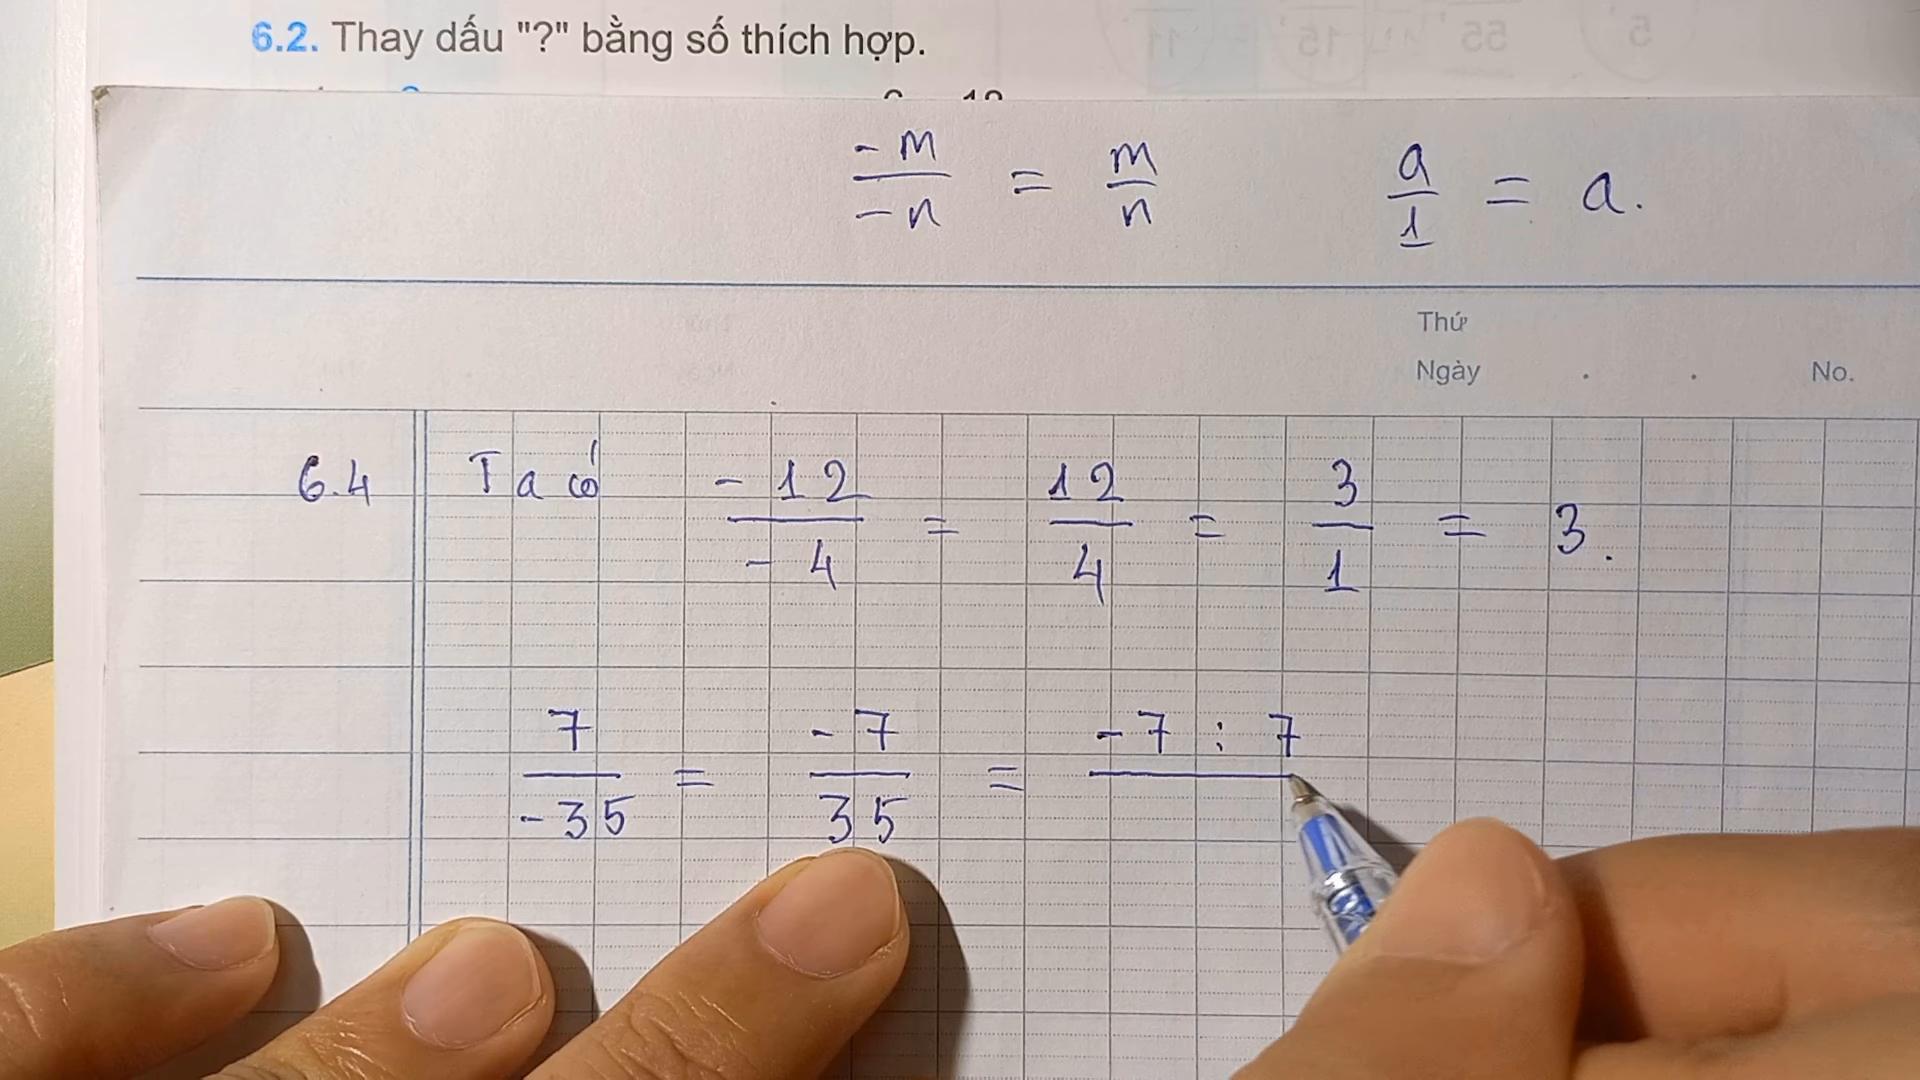 6.2. Thay dấu "?" bằng số thích hợp.
-m/-n = m/n a/1 = a.
Thứ
Ngày . . No.
6.4 Ta có -12/-4 = 12/4 = 3/1 = 3.
7/-35 = -7/35 = -7 : 7